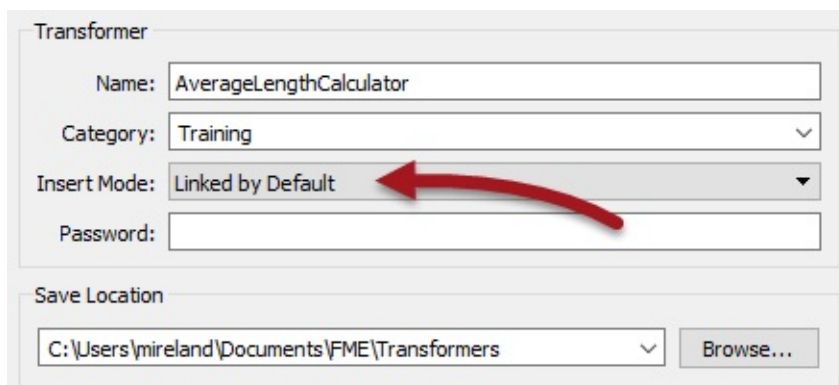 Transformer
Name: AverageLengthCalculator
Category: Training
Insert Mode: Linked by Default
Password:
Save Location
C:\Users\mireland\Documents\FME\Transformers Browse...